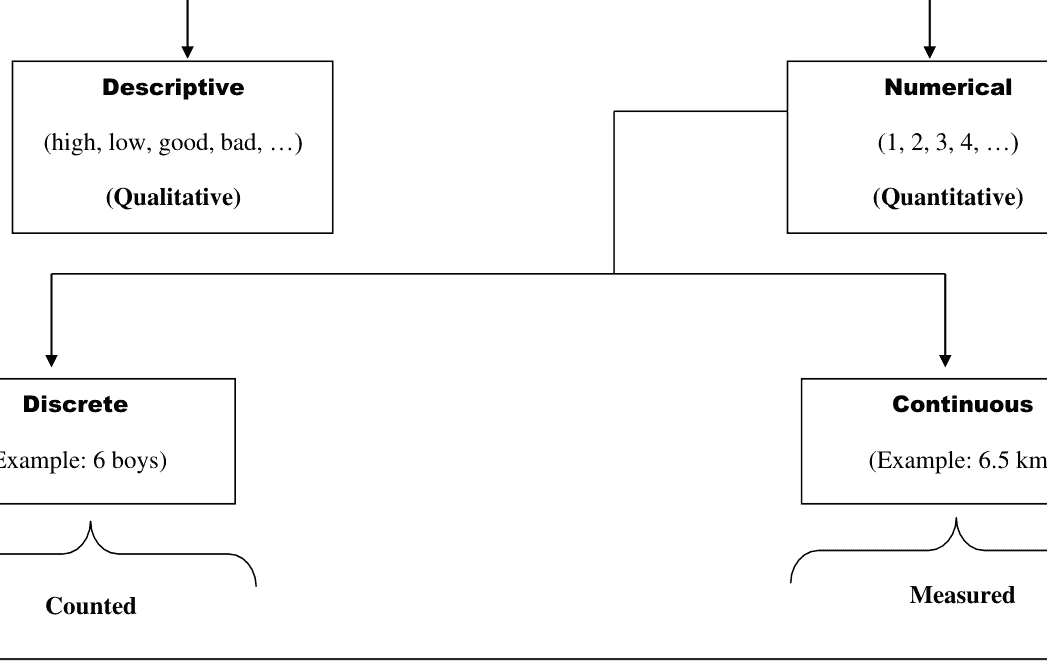 Descriptive
(high, low, good, bad, …)
(Qualitative)
Numerical
(1, 2, 3, 4, …)
(Quantitative)
Discrete
Example: 6 boys)
Continuous
(Example: 6.5 km
Counted
Measured